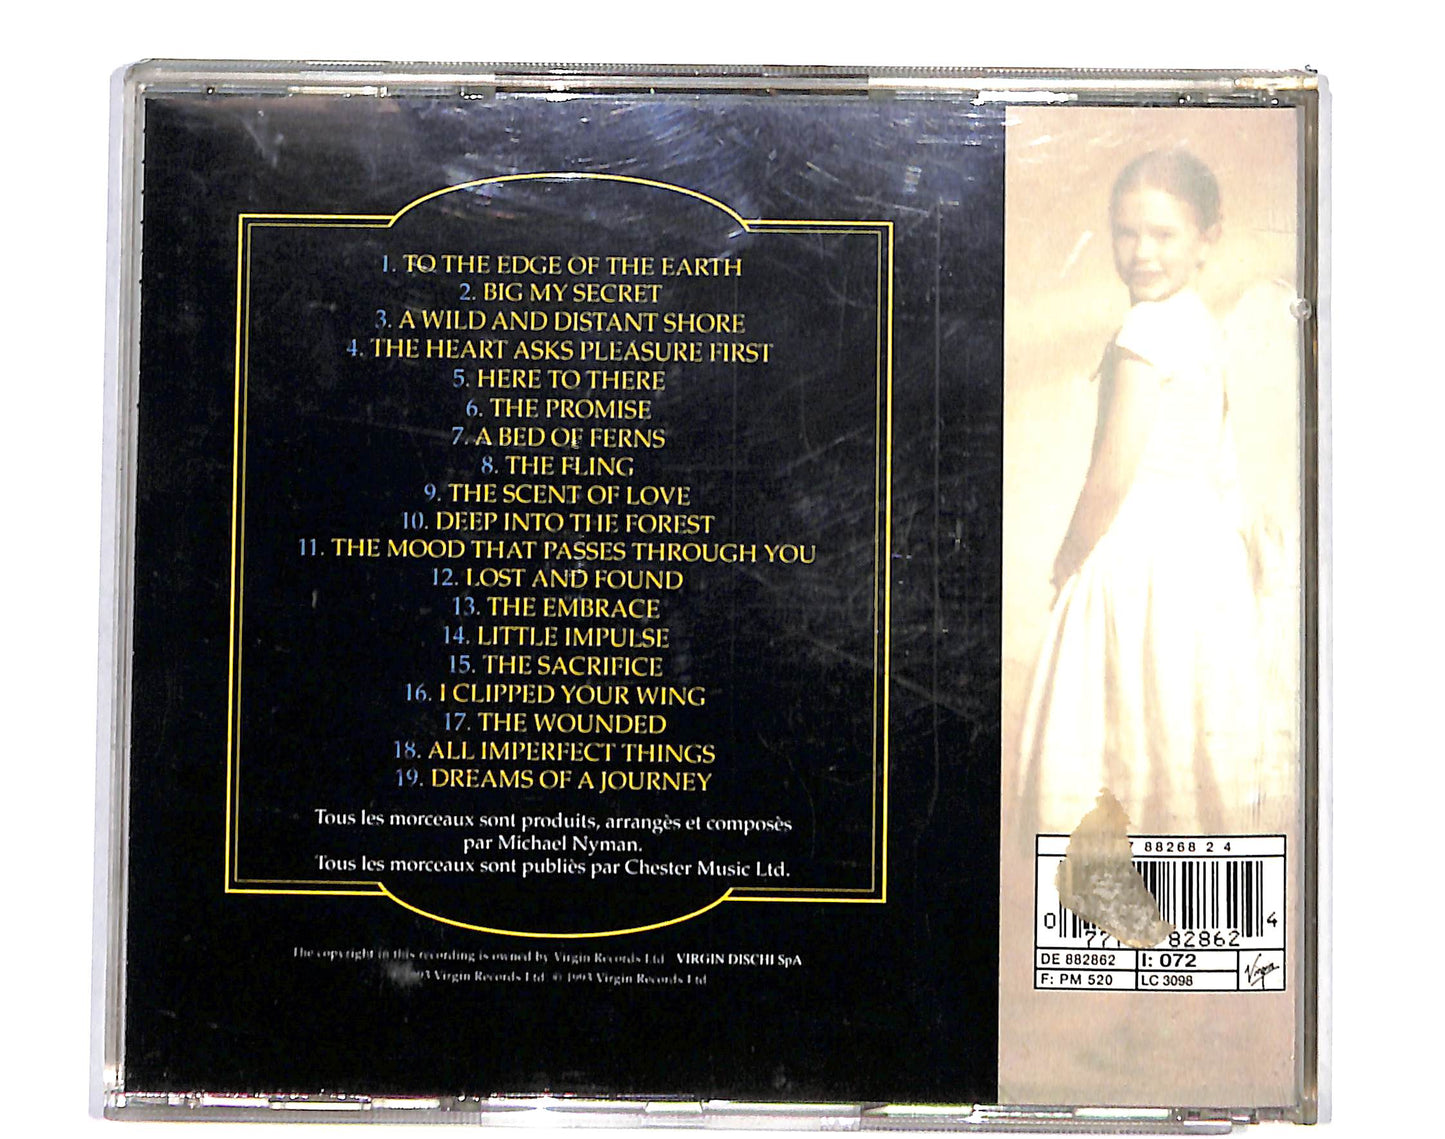 1. TO THE EDGE OF THE EARTH
2. BIG MY SECRET
3. A WILD AND DISTANT SHORE
4. THE HEART ASKS PLEASURE FIRST
5. HERE TO THERE
6. THE PROMISE
7. A BED OF FERNS
8. THE FLING
9. THE SCENT OF LOVE
10. DEEP INTO THE FOREST
11. THE MOOD THAT PASSES THROUGH YOU
12. LOST AND FOUND
13. THE EMBRACE
14. LITTLE IMPULSE
15. THE SACRIFICE
16. I CLIPPED YOUR WING
17. THE WOUNDED
18. ALL IMPERFECT THINGS
19. DREAMS OF A JOURNEY
Tous les morceaux sont produits, arrangès et composès
par Michael Nyman.
Tous les morceaux sont publiès par Chester Music Ltd.
The copyright in this recording is owned by Virgin Records Ltd VIRGIN DISCHI SpA
93 Virgin Records Ltd. © 1993 Virgin Records Ltd
7 88268 2 4
0 77 82862 4
DE 882862
I: 072
F: PM 520
LC 3098
Virgin